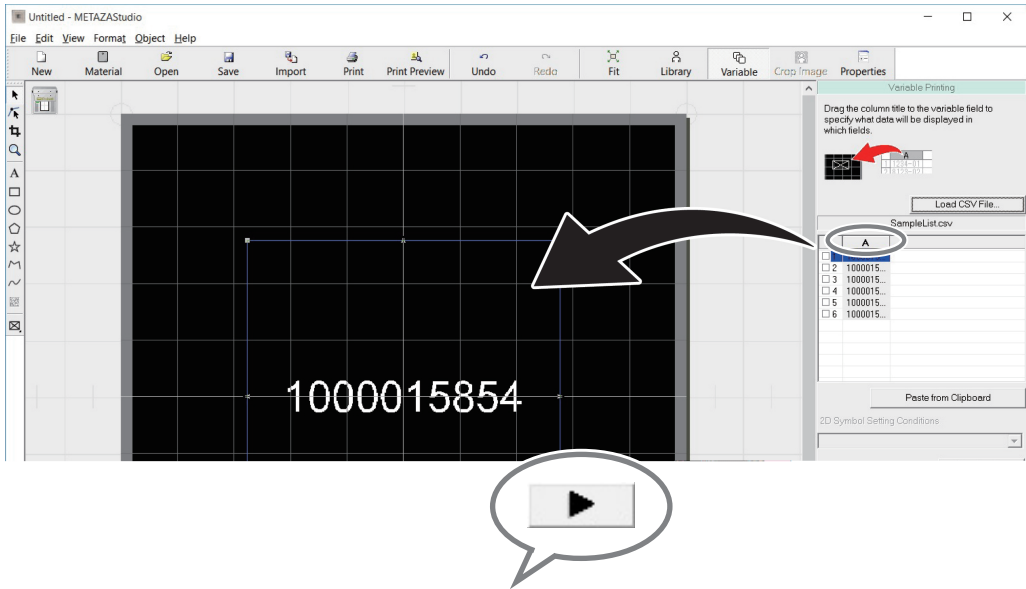 Untitled - METAZAStudio
File Edit View Format Object Help
New Material Open Save Import Print Print Preview Undo Redo Fit Library Variable Crop Image Properties
Variable Printing
Drag the column title to the variable field to
specify what data will be displayed in
which fields.
A
Load CSV File...
SampleList.csv
A
1
2 1000015...
3 1000015...
4 1000015...
5 1000015...
6 1000015...
Paste from Clipboard
2D Symbol Setting Conditions
A
1000015854